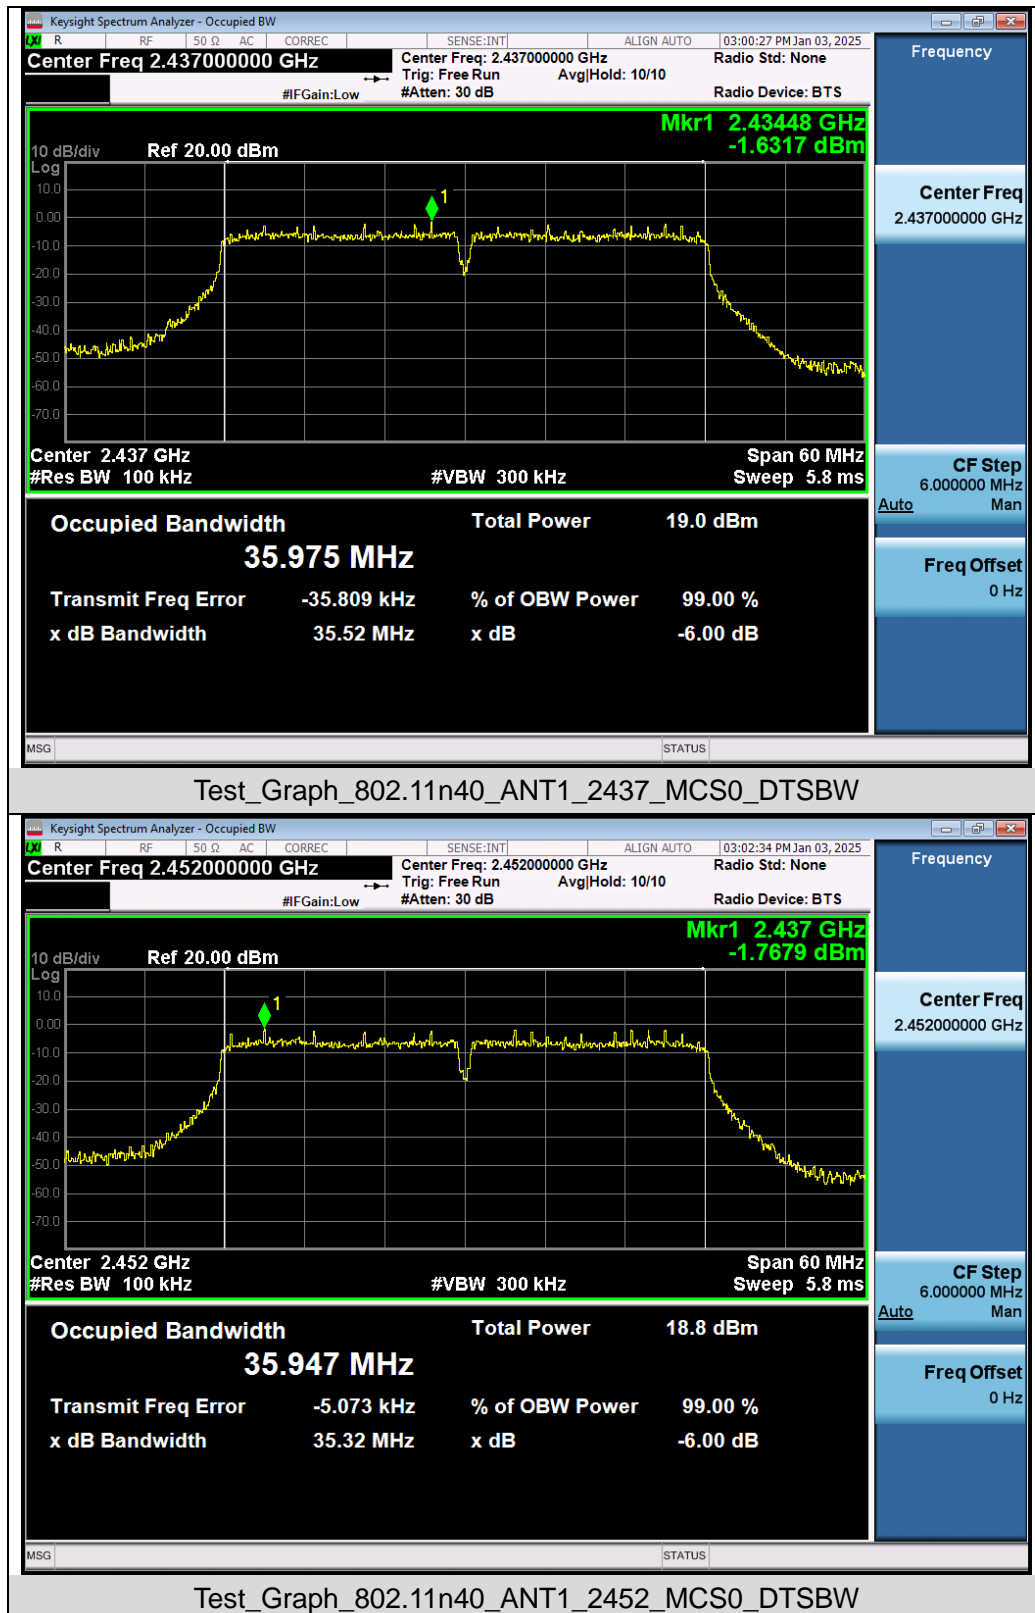 Keysight Spectrum Analyzer - Occupied BW
LXI R RF 50 Ω AC CORREC SENSE:INT ALIGN AUTO 03:00:27 PM Jan 03, 2025
Center Freq 2.437000000 GHz
Center Freq: 2.437000000 GHz
Radio Std: None
Trig: Free Run Avg|Hold: 10/10
#IFGain:Low
#Atten: 30 dB
Radio Device: BTS
Frequency
Mkr1 2.43448 GHz
-1.6317 dBm
10 dB/div Ref 20.00 dBm
Log
10.0
1
0.00
-10.0
-20.0
-30.0
-40.0
-50.0
-60.0
-70.0
Center 2.437 GHz
Span 60 MHz
#Res BW 100 kHz
#VBW 300 kHz
Sweep 5.8 ms
Center Freq
2.437000000 GHz
CF Step
6.000000 MHz
Auto Man
Freq Offset
0 Hz
Occupied Bandwidth
Total Power 19.0 dBm
35.975 MHz
Transmit Freq Error -35.809 kHz % of OBW Power 99.00 %
x dB Bandwidth 35.52 MHz x dB -6.00 dB
MSG STATUS
Test_Graph_802.11n40_ANT1_2437_MCS0_DTSBW
Keysight Spectrum Analyzer - Occupied BW
LXI R RF 50 Ω AC CORREC SENSE:INT ALIGN AUTO 03:02:34 PM Jan 03, 2025
Center Freq 2.452000000 GHz
Center Freq: 2.452000000 GHz
Radio Std: None
Trig: Free Run Avg|Hold: 10/10
#IFGain:Low
#Atten: 30 dB
Radio Device: BTS
Frequency
Mkr1 2.437 GHz
-1.7679 dBm
10 dB/div Ref 20.00 dBm
Log
10.0
1
0.00
-10.0
-20.0
-30.0
-40.0
-50.0
-60.0
-70.0
Center 2.452 GHz
Span 60 MHz
#Res BW 100 kHz
#VBW 300 kHz
Sweep 5.8 ms
Center Freq
2.452000000 GHz
CF Step
6.000000 MHz
Auto Man
Freq Offset
0 Hz
Occupied Bandwidth
Total Power 18.8 dBm
35.947 MHz
Transmit Freq Error -5.073 kHz % of OBW Power 99.00 %
x dB Bandwidth 35.32 MHz x dB -6.00 dB
MSG STATUS
Test_Graph_802.11n40_ANT1_2452_MCS0_DTSBW